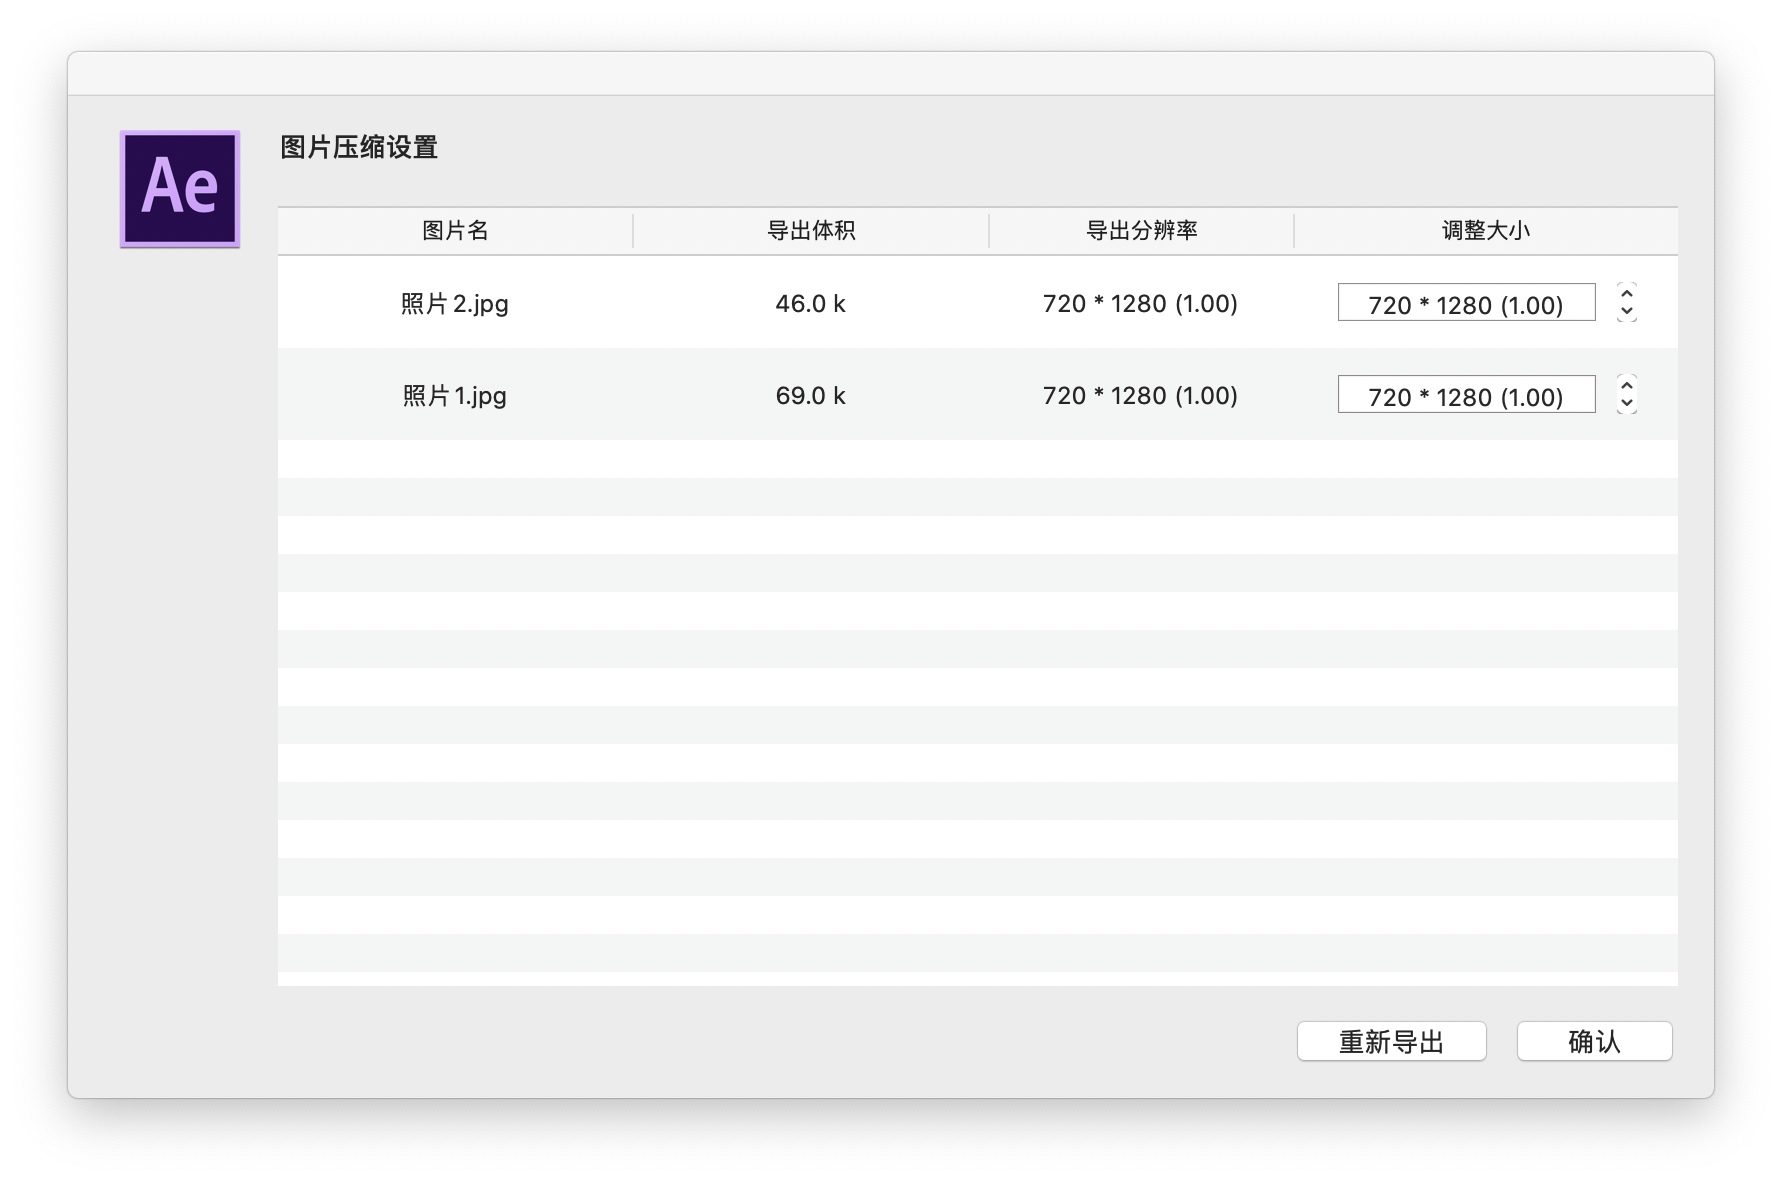 Ae
图片压缩设置
图片名 导出体积 导出分辨率 调整大小
照片2.jpg 46.0 k 720 * 1280 (1.00) 720 * 1280 (1.00)
照片1.jpg 69.0 k 720 * 1280 (1.00) 720 * 1280 (1.00)
重新导出 确认